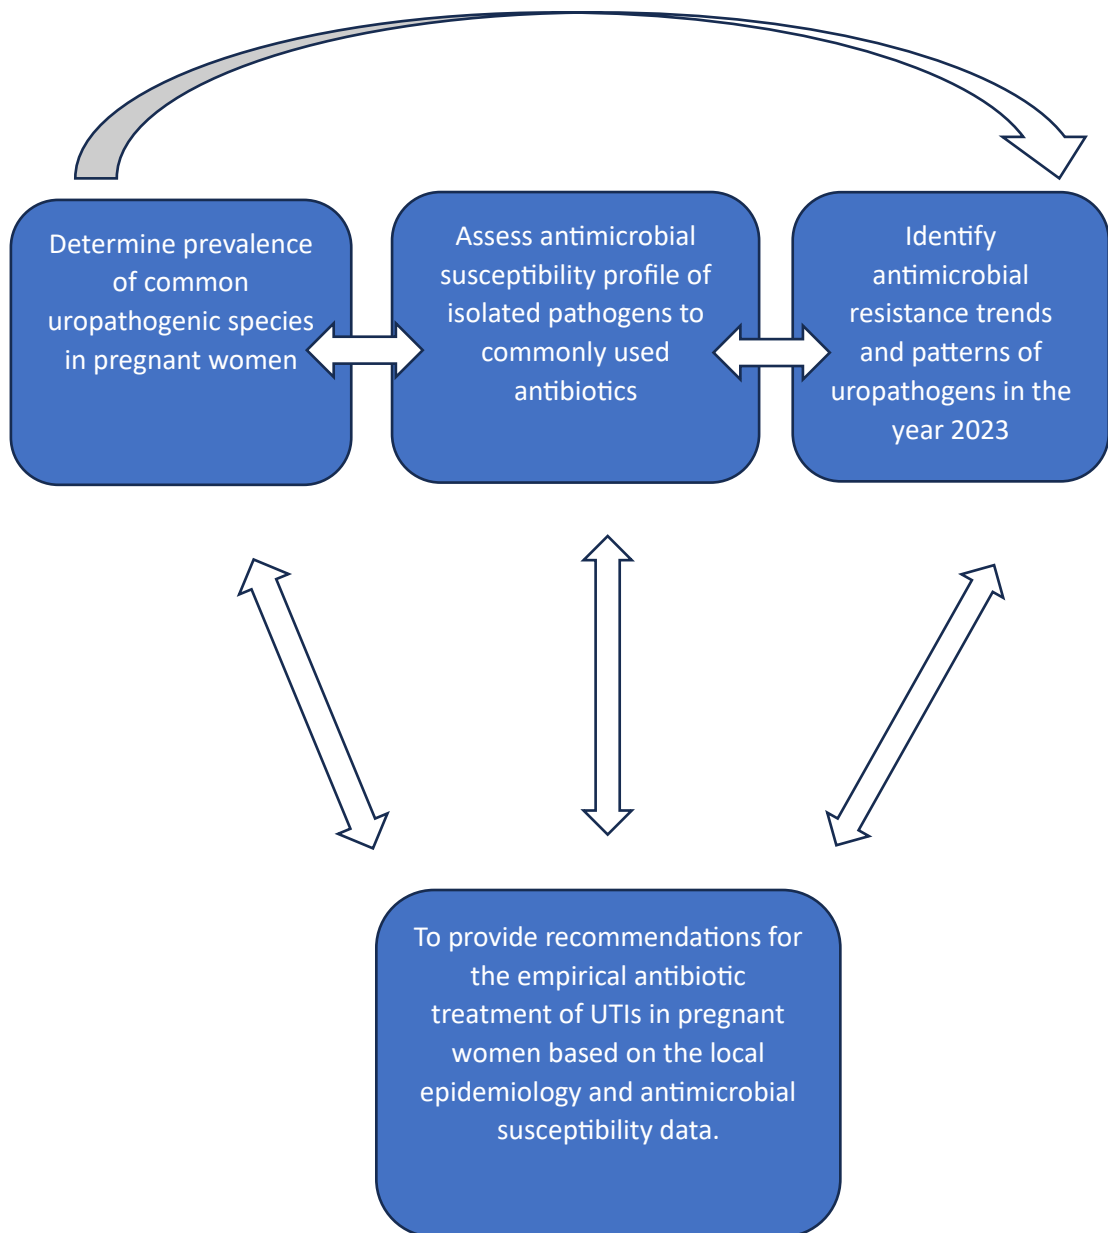 Determine prevalence
of common
uropathogenic species
in pregnant women
Assess antimicrobial
susceptibility profile of
isolated pathogens to
commonly used
antibiotics
Identify
antimicrobial
resistance trends
and patterns of
uropathogens in the
year 2023
To provide recommendations for
the empirical antibiotic
treatment of UTIs in pregnant
women based on the local
epidemiology and antimicrobial
susceptibility data.